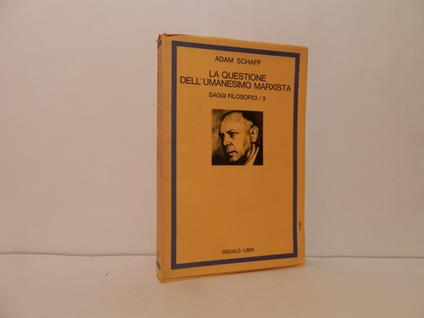 ADAM SCHAFF
LA QUESTIONE
DELL'UMANESIMO MARXISTA
SAGGI FILOSOFICI / 3
DEDALO LIBRI